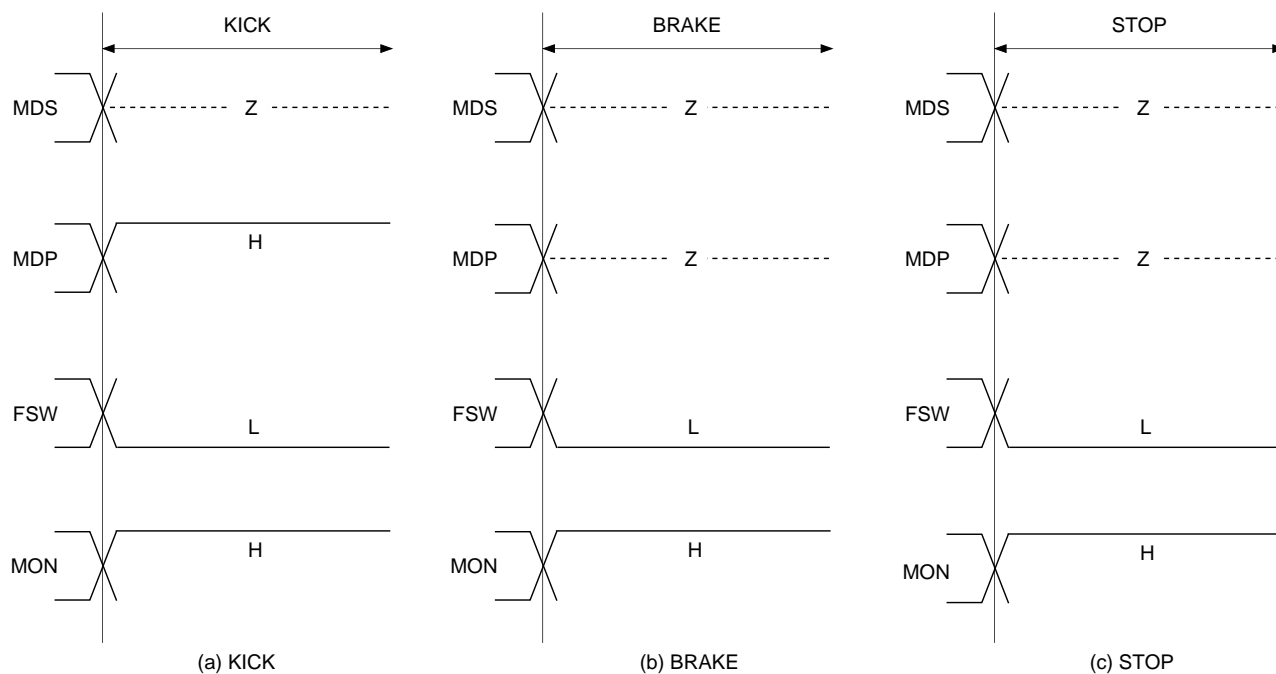 KICK
MDS
Z
MDP
H
FSW
L
MON
H
(a) KICK
BRAKE
MDS
Z
MDP
Z
FSW
L
MON
H
(b) BRAKE
STOP
MDS
Z
MDP
Z
FSW
L
MON
H
(c) STOP